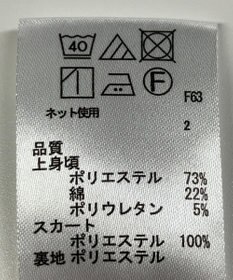 40
F
ネット使用
F63
2
品質
上身頃
ポリエステル 73%
綿 22%
ポリウレタン 5%
スカート
ポリエステル 100%
裏地 ポリエステル